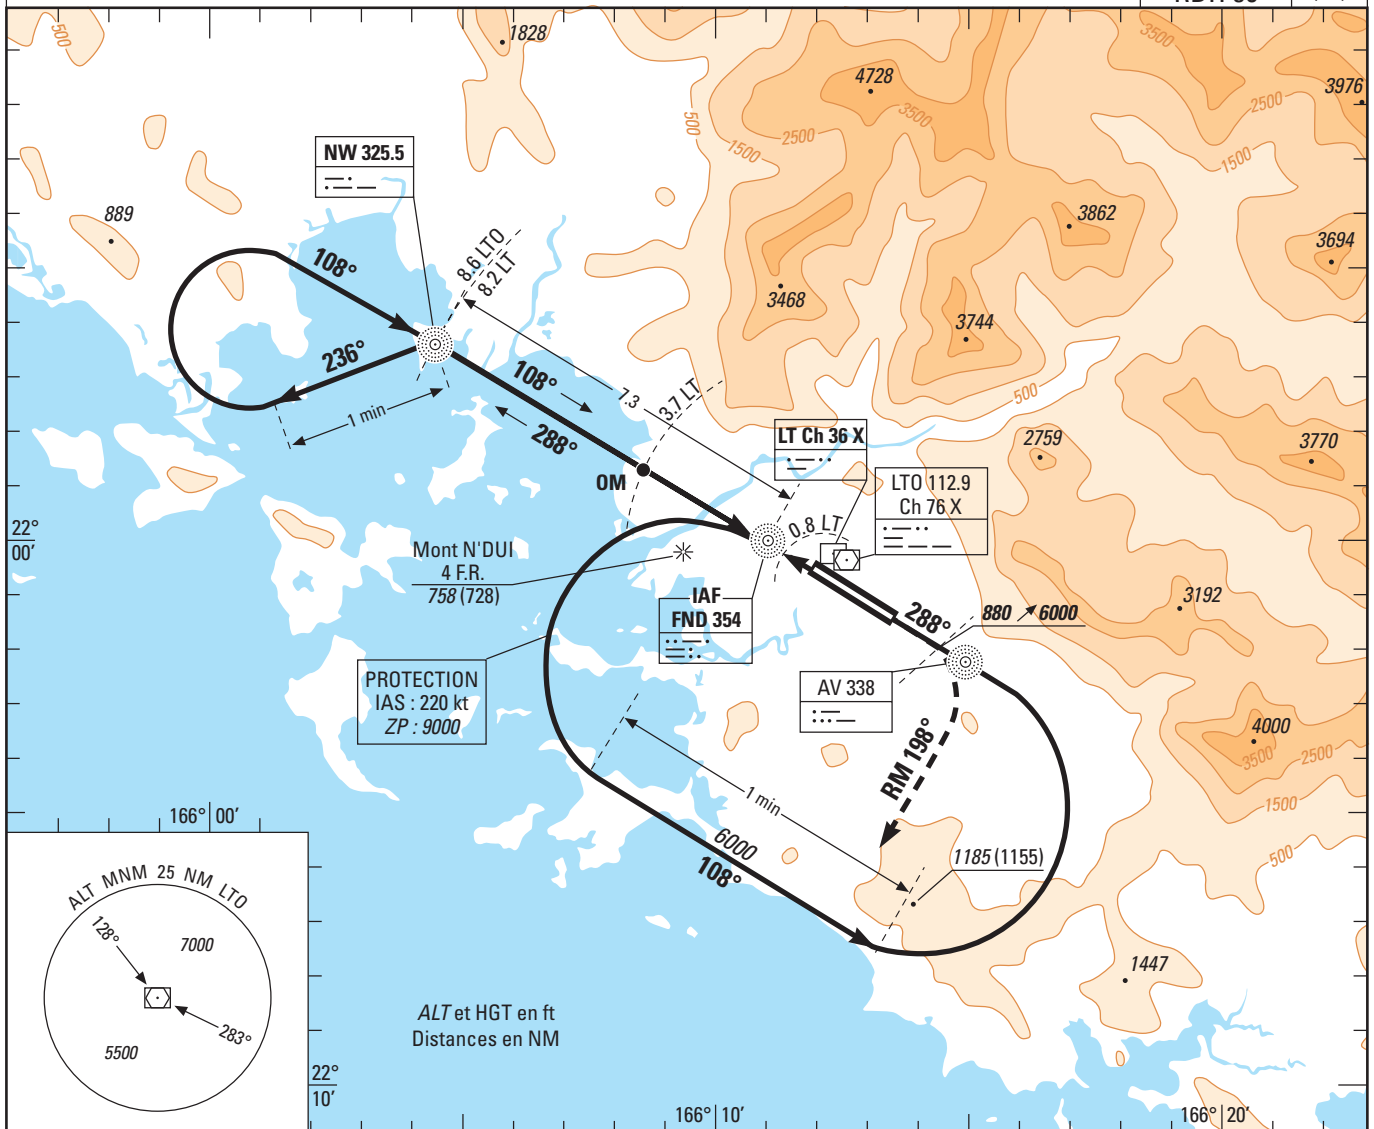 500
1828
4728
3500
3500
2500
3976
2500
1500
500
1500
NW 325.5
889
108°
8.6 LTO
8.2 LT
3862
3694
3468
3744
236°
1 min
108°
288°
7.3
3.7 LT
500
LT Ch 36 X
2759
3770
OM
LTO 112.9
Ch 76 X
0.8 LT
22°
00'
Mont N'DUI
4 F.R.
758 (728)
IAF
FND 354
288°
880 6000
3192
PROTECTION
IAS : 220 kt
ZP : 9000
AV 338
RM 198°
4000
3500
2500
1500
1 min
6000
108°
1185 (1155)
500
166° 00'
ALT MNM 25 NM LTO
128°
7000
283°
5500
1447
ALT et HGT en ft
Distances en NM
22°
10'
166° 10'
166° 20'